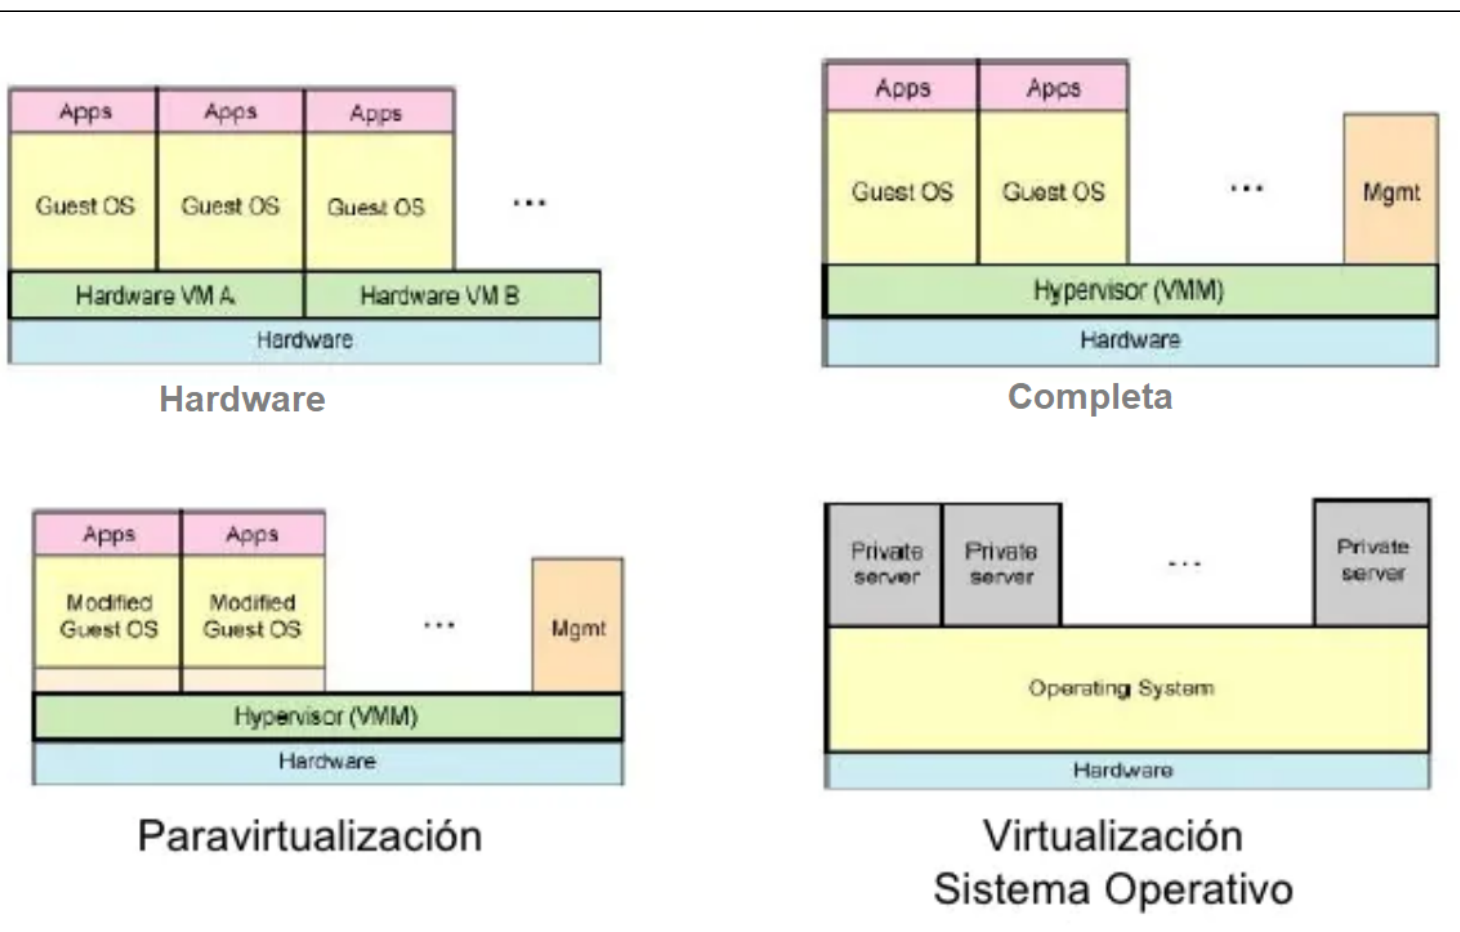 Apps Apps Apps
Guest OS Guest OS Guest OS ...
Hardware VM A Hardware VM B
Hardware
Hardware
Apps Apps
Guest OS Guest OS ... Mgmt
Hypervisor (VMM)
Hardware
Completa
Apps Apps
Modified Modified
Guest OS Guest OS ... Mgmt
Hypervisor (VMM)
Hardware
Paravirtualización
Private Private ... Private
server server server
Operating System
Hardware
Virtualización
Sistema Operativo